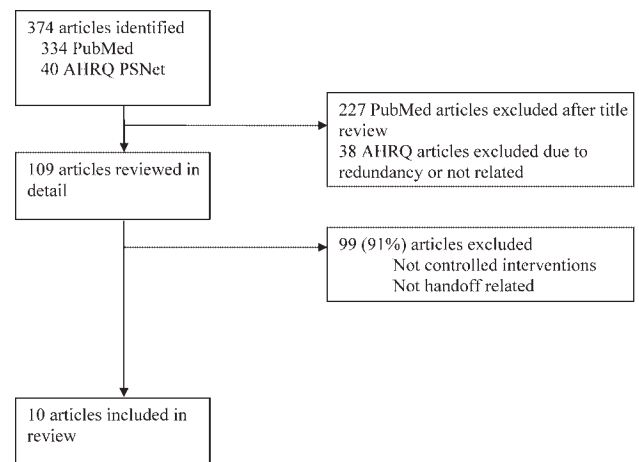 374 articles identified
334 PubMed
40 AHRQ PSNet
227 PubMed articles excluded after title
review
38 AHRQ articles excluded due to
redundancy or not related
109 articles reviewed in
detail
99 (91%) articles excluded
Not controlled interventions
Not handoff related
10 articles included in
review